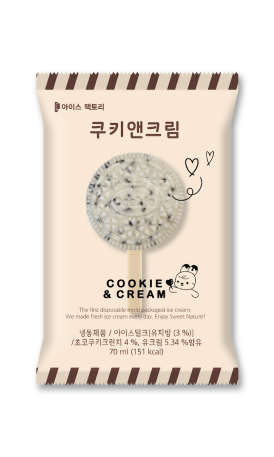 아이스 팩토리
쿠키앤크림
COOKIE
& CREAM
The first disposable mold packaged ice cream.
We made fresh ice cream every day. Enjoy Sweet Nature!
냉동제품 / 아이스밀크[유지방 (3 %)]
/초코쿠키크런치 4 %, 유크림 5.34 %함유
70 ml (151 kcal)